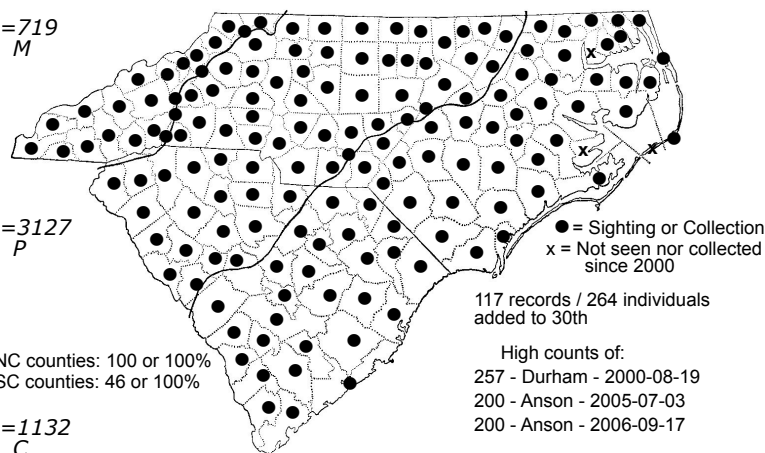 =719
M
=3127
P
● = Sighting or Collection
x = Not seen nor collected
since 2000
117 records / 264 individuals
added to 30th
NC counties: 100 or 100%
SC counties: 46 or 100%
High counts of:
257 - Durham - 2000-08-19
200 - Anson - 2005-07-03
200 - Anson - 2006-09-17
=1132
C